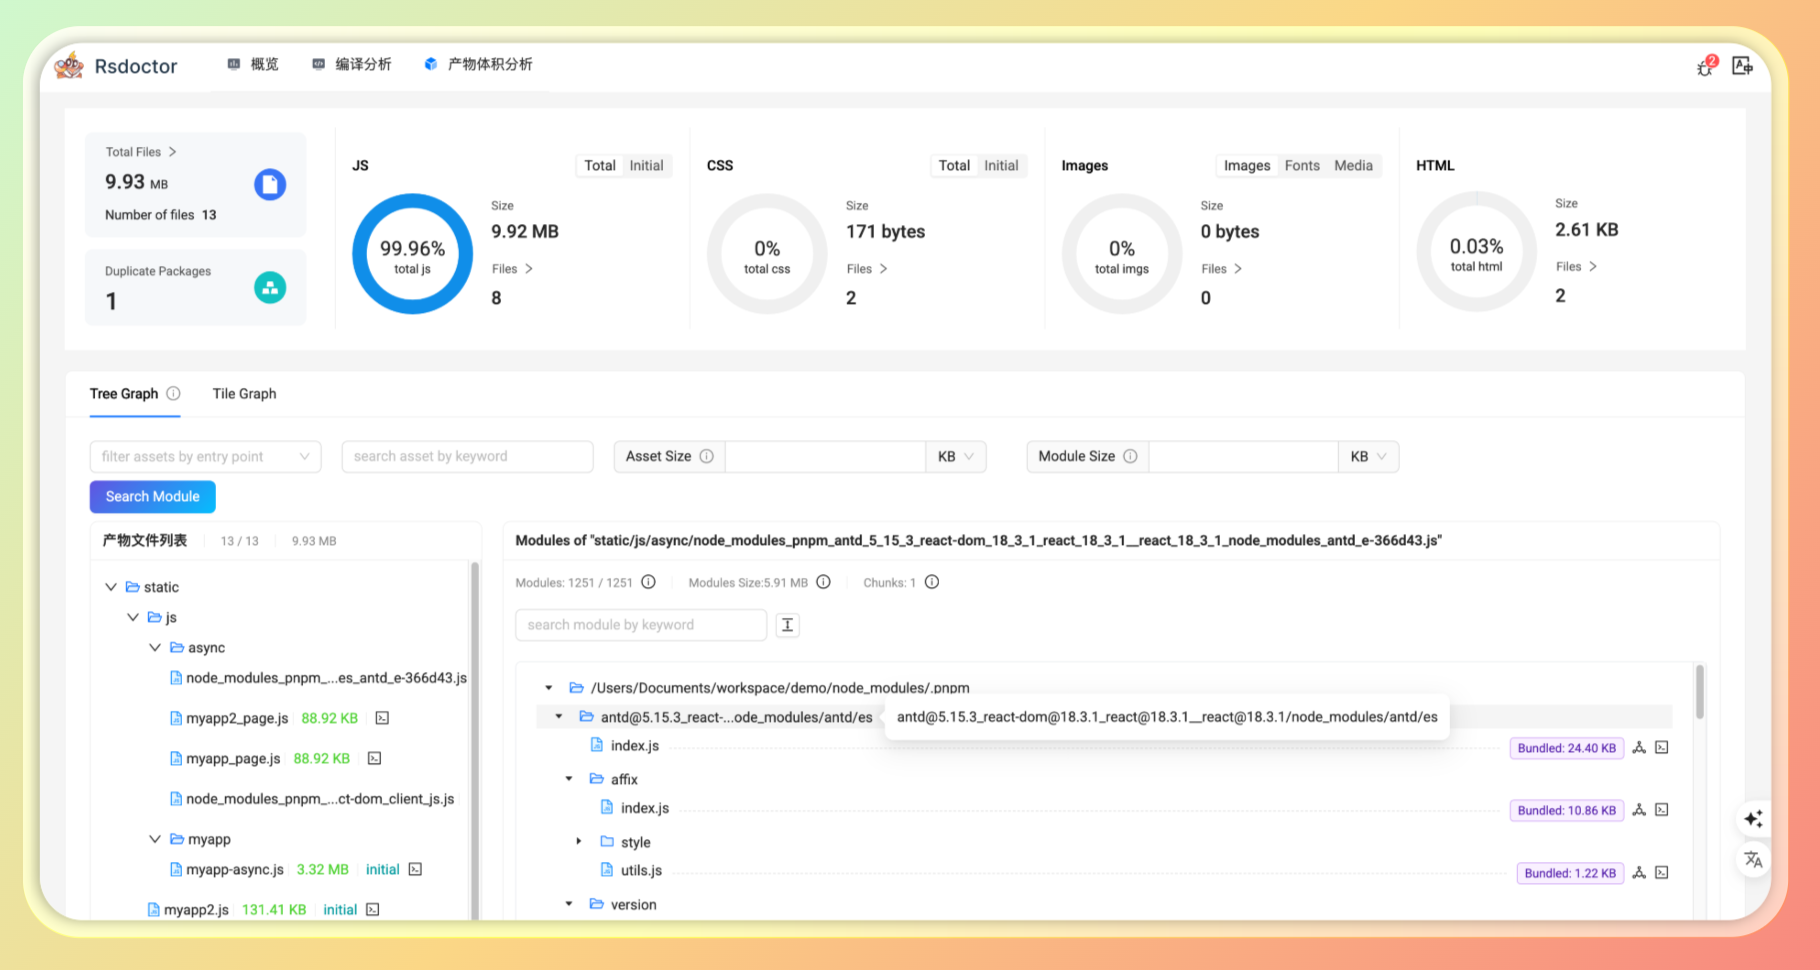 Rsdoctor
概览
编译分析
产物体积分析
2
Total Files
9.93 MB
Number of files 13
Duplicate Packages
1
JS
Total Initial
99.96%
total js
Size
9.92 MB
Files
8
CSS
Total Initial
0%
total css
Size
171 bytes
Files
2
Images
Images Fonts Media
0%
total imgs
Size
0 bytes
Files
0
HTML
0.03%
total html
Size
2.61 KB
Files
2
Tree Graph
Tile Graph
filter assets by entry point
search asset by keyword
Asset Size
KB
Module Size
KB
Search Module
产物文件列表 13 / 13 9.93 MB
static
js
async
node_modules_pnpm_...es_antd_e-366d43.js
myapp2_page.js 88.92 KB
myapp_page.js 88.92 KB
node_modules_pnpm_...ct-dom_client_js.js
myapp
myapp-async.js 3.32 MB initial
myapp2.js 131.41 KB initial
Modules of "static/js/async/node_modules_pnpm_antd_5_15_3_react-dom_18_3_1_react_18_3_1__react_18_3_1_node_modules_antd_e-366d43.js"
Modules: 1251 / 1251 Modules Size:5.91 MB Chunks: 1
search module by keyword
/Users/Documents/workspace/demo/node_modules/.pnpm
antd@5.15.3_react-...ode_modules/antd/es
antd@5.15.3_react-dom@18.3.1_react@18.3.1__react@18.3.1/node_modules/antd/es
index.js Bundled: 24.40 KB
affix
index.js Bundled: 10.86 KB
style
utils.js Bundled: 1.22 KB
version